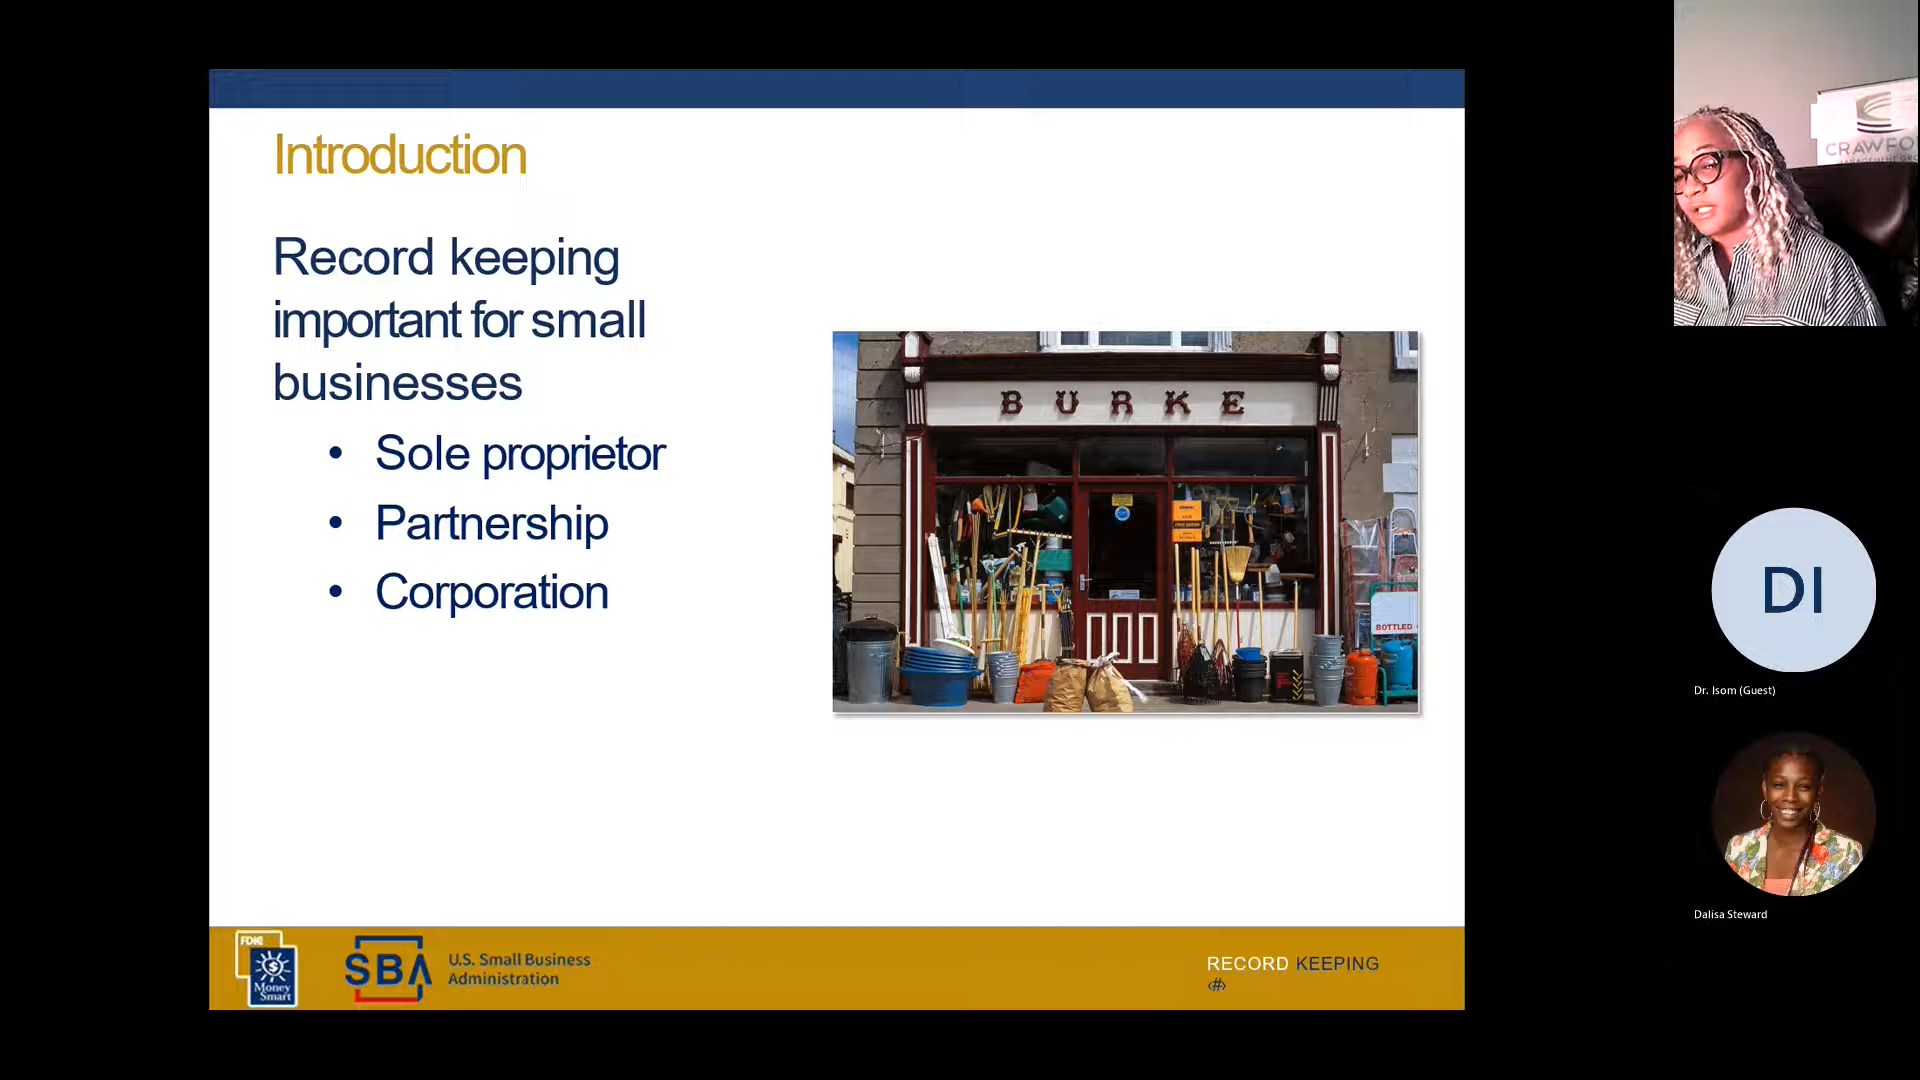 Introduction
Record keeping
important for small
businesses
• Sole proprietor
• Partnership
• Corporation
BURKE
BOTTLED
FDIC
Money
Smart
SBA
U.S. Small Business
Administration
RECORD KEEPING
‹#›
CRAWFO
DI
Dr. Isom (Guest)
Dalisa Steward